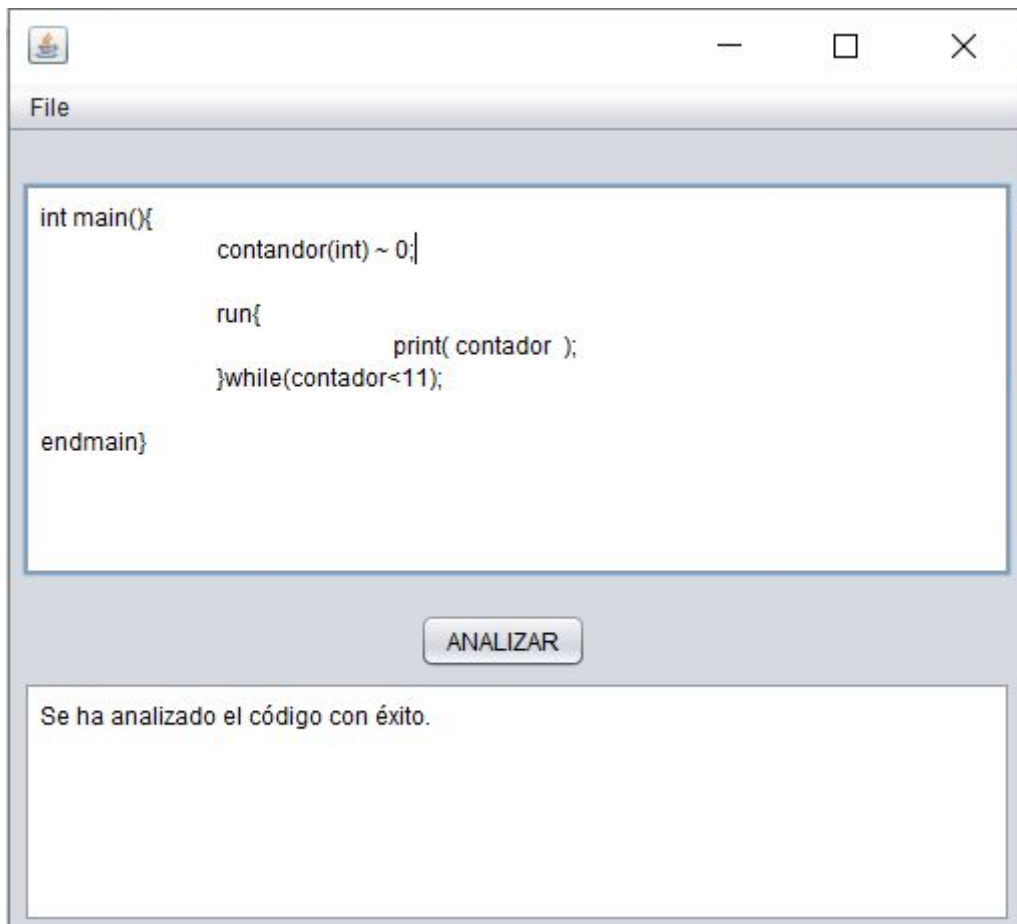 File
int main(){
contandor(int) ~ 0;
run{
print( contador  );
}while(contador<11);
endmain}
ANALIZAR
Se ha analizado el código con éxito.